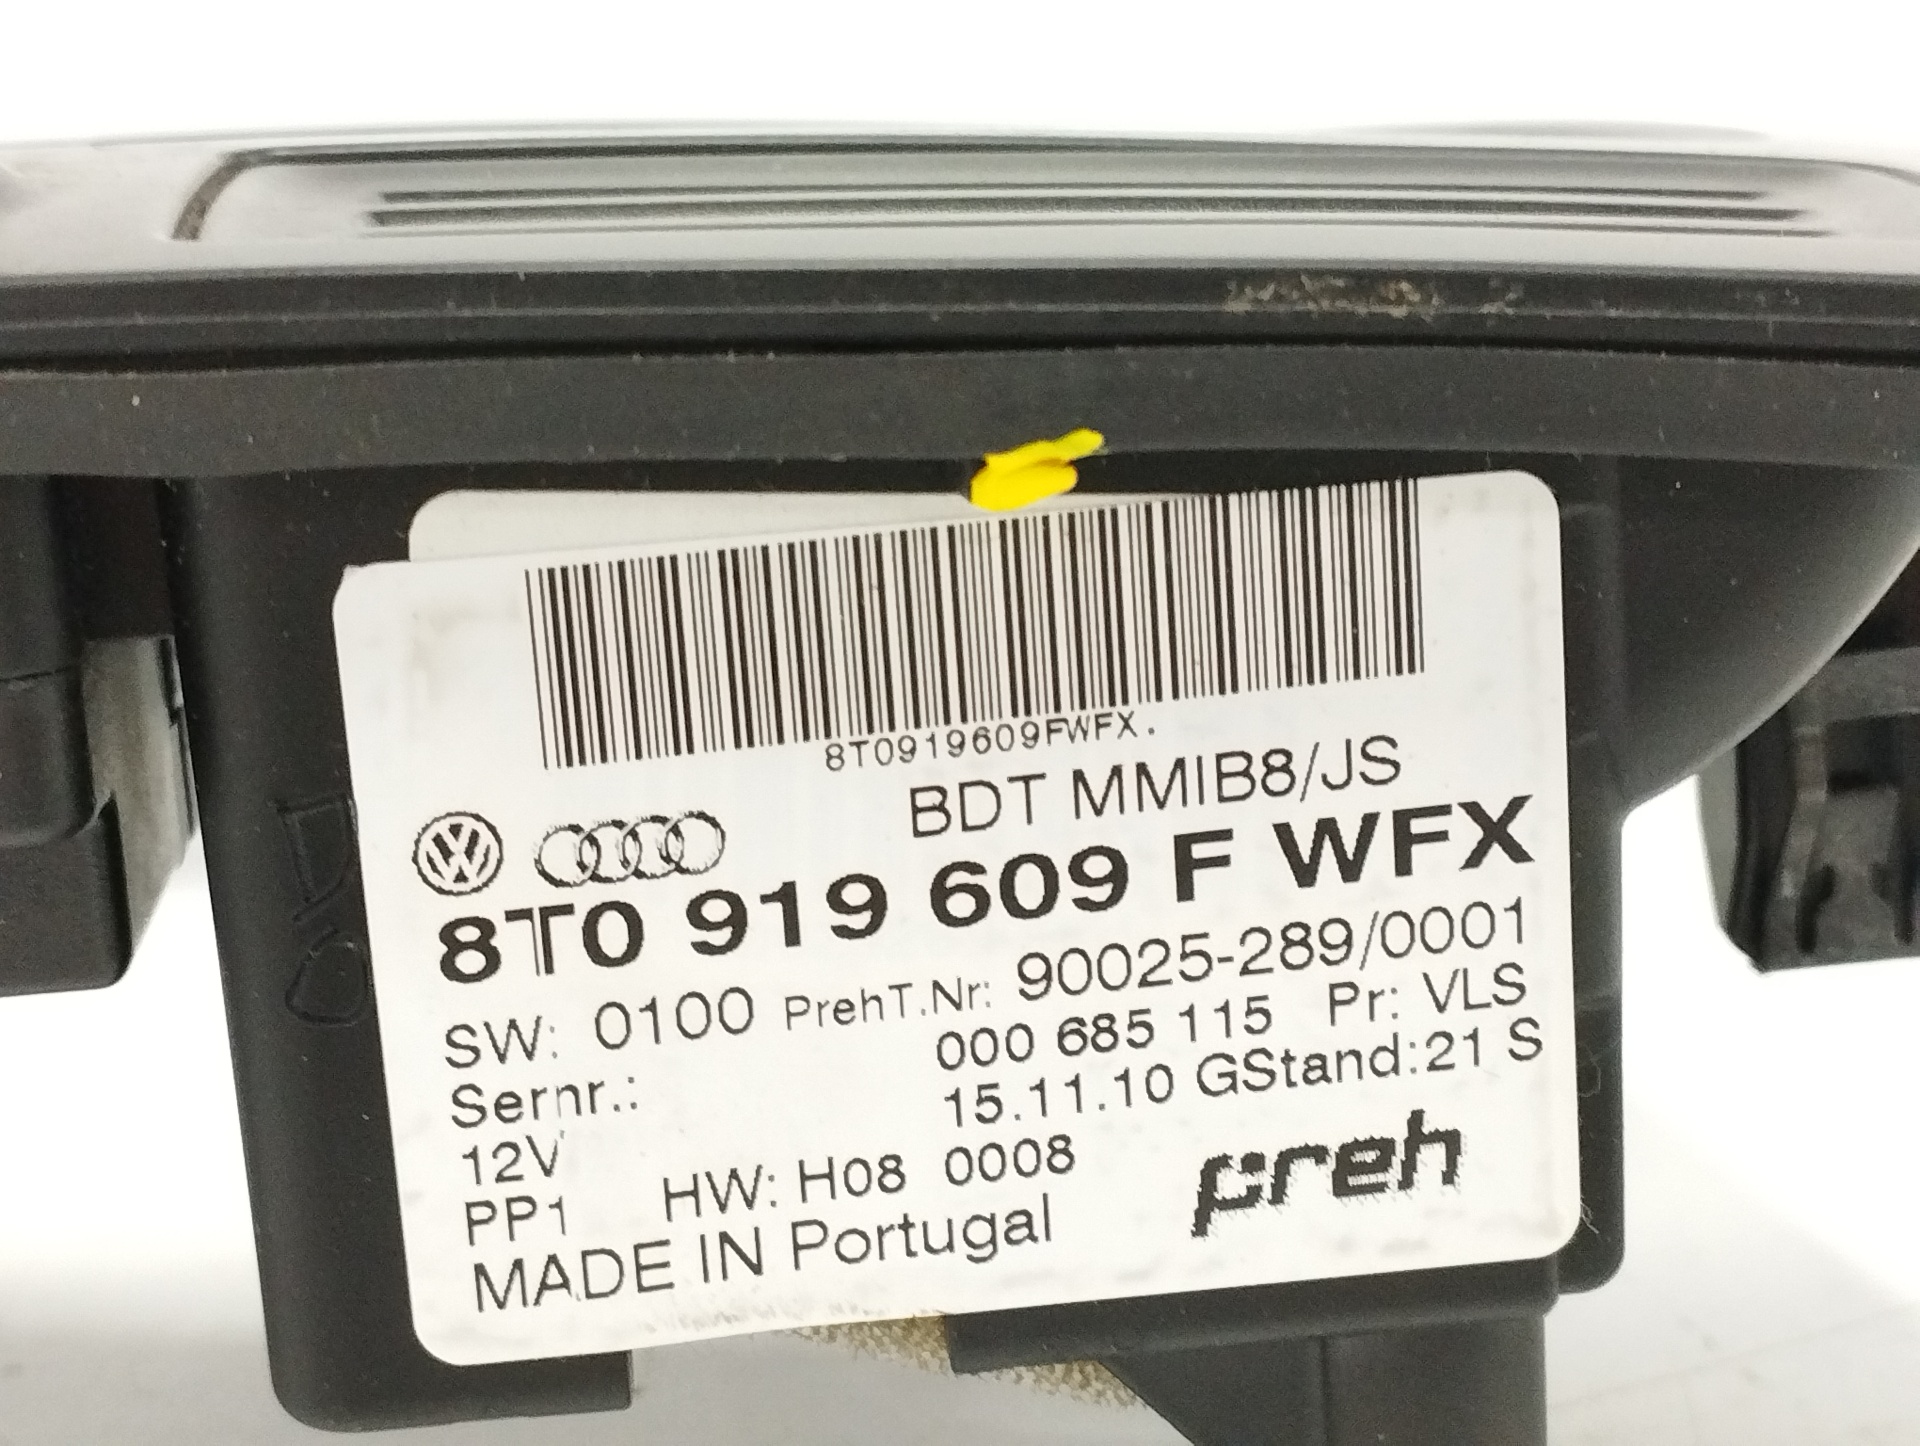 8T0919609FWFX.
BDT MMIB8/JS
8T0 919 609 F WFX
SW: 0100 PrehT.Nr: 90025-289/0001
Sernr.: 000 685 115 Pr: VLS
12V 15.11.10 GStand:21 S
PP1 HW: H08 0008
MADE IN Portugal
preh